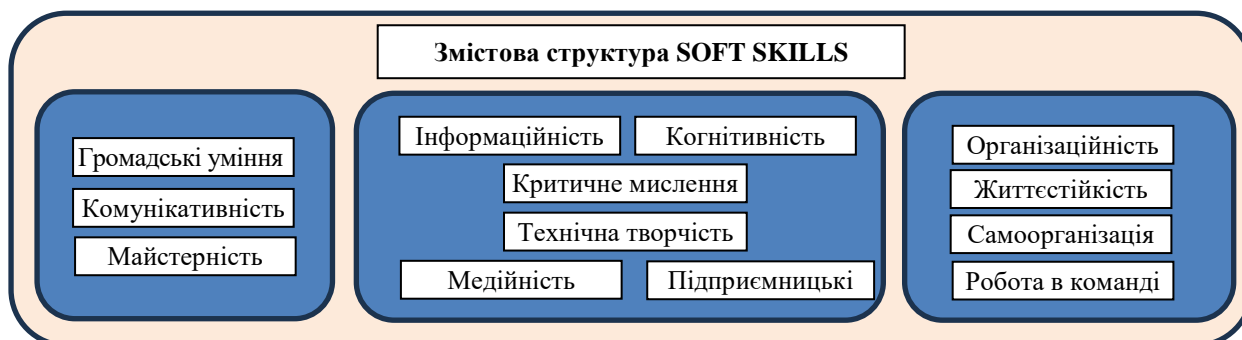 Змістова структура SOFT SKILLS
Громадські уміння
Комунікативність
Майстерність
Інформаційність
Когнітивність
Критичне мислення
Технічна творчість
Медійність
Підприємницькі
Організаційність
Життєстійкість
Самоорганізація
Робота в команді